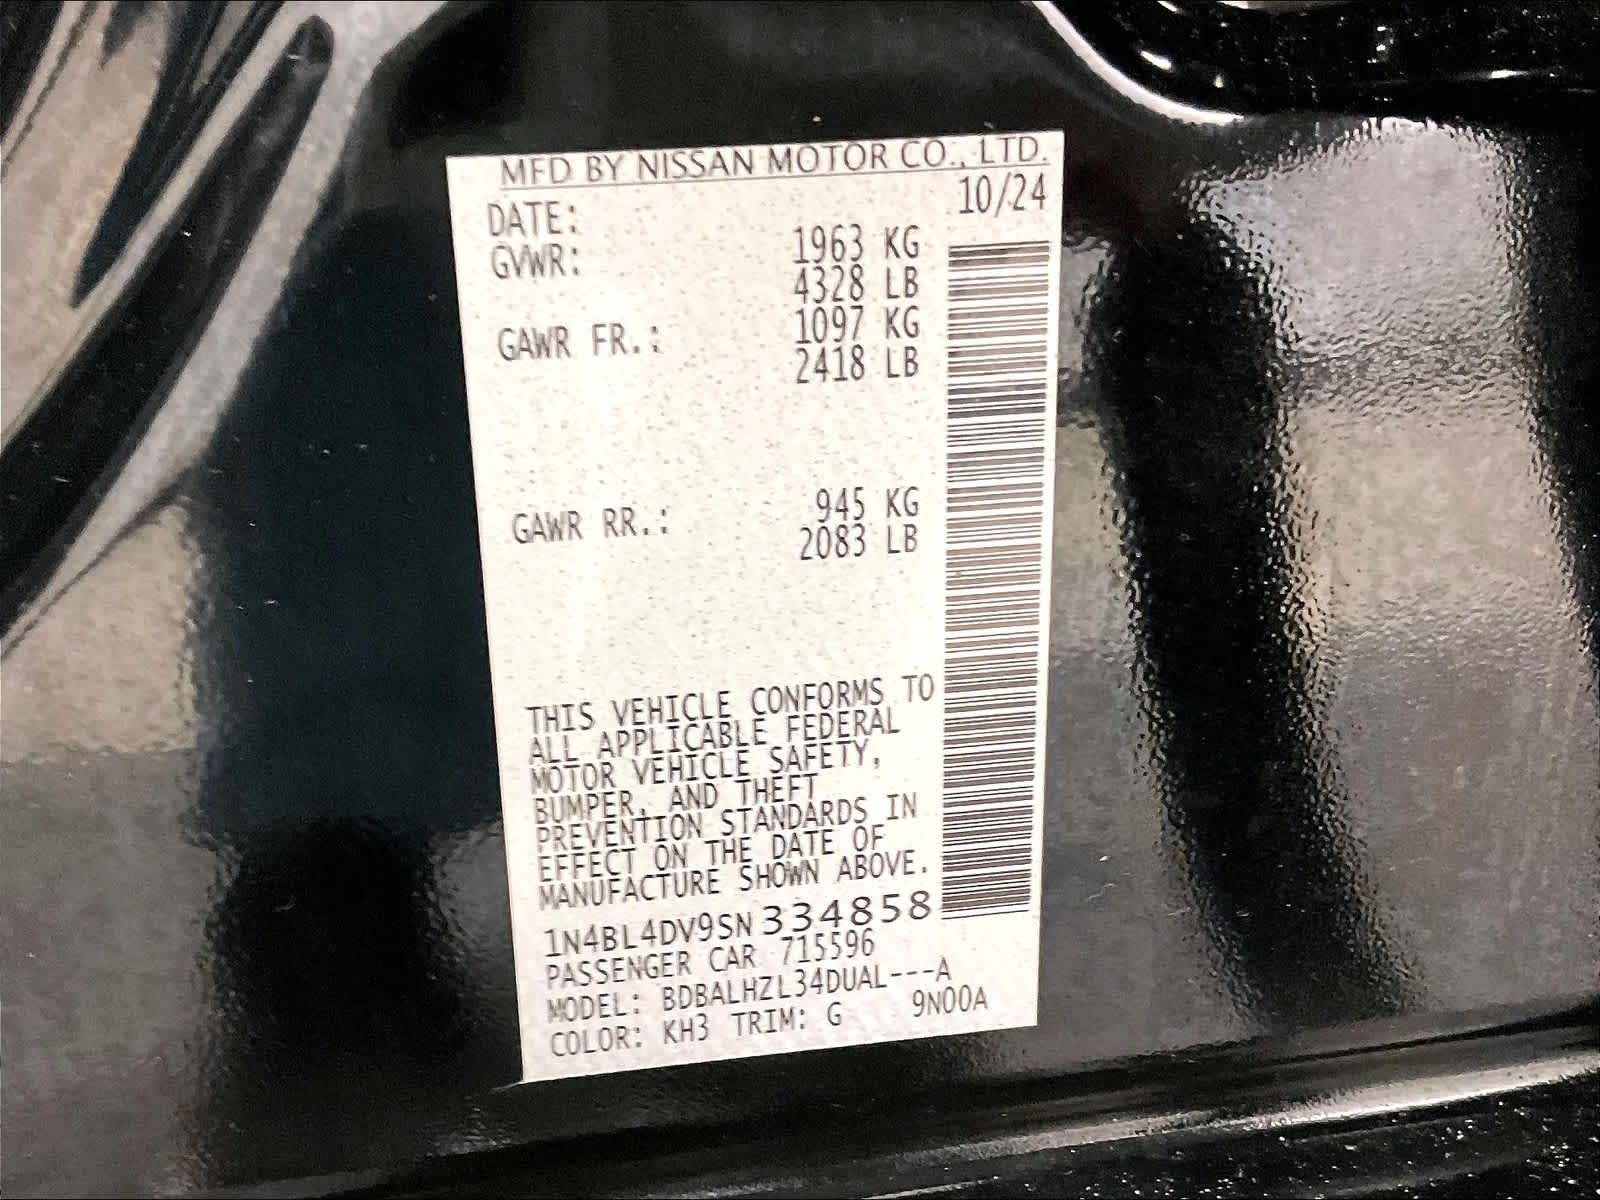 MFD BY NISSAN MOTOR CO., LTD.
DATE: 10/24
GVWR: 1963 KG
4328 LB
GAWR FR.: 1097 KG
2418 LB
GAWR RR.: 945 KG
2083 LB
THIS VEHICLE CONFORMS TO
ALL APPLICABLE FEDERAL
MOTOR VEHICLE SAFETY,
BUMPER, AND THEFT
PREVENTION STANDARDS IN
EFFECT ON THE DATE OF
MANUFACTURE SHOWN ABOVE.
1N4BL4DV9SN334858
PASSENGER CAR 715596
MODEL: BDBALHZL34DUAL---A
COLOR: KH3 TRIM: G 9N00A